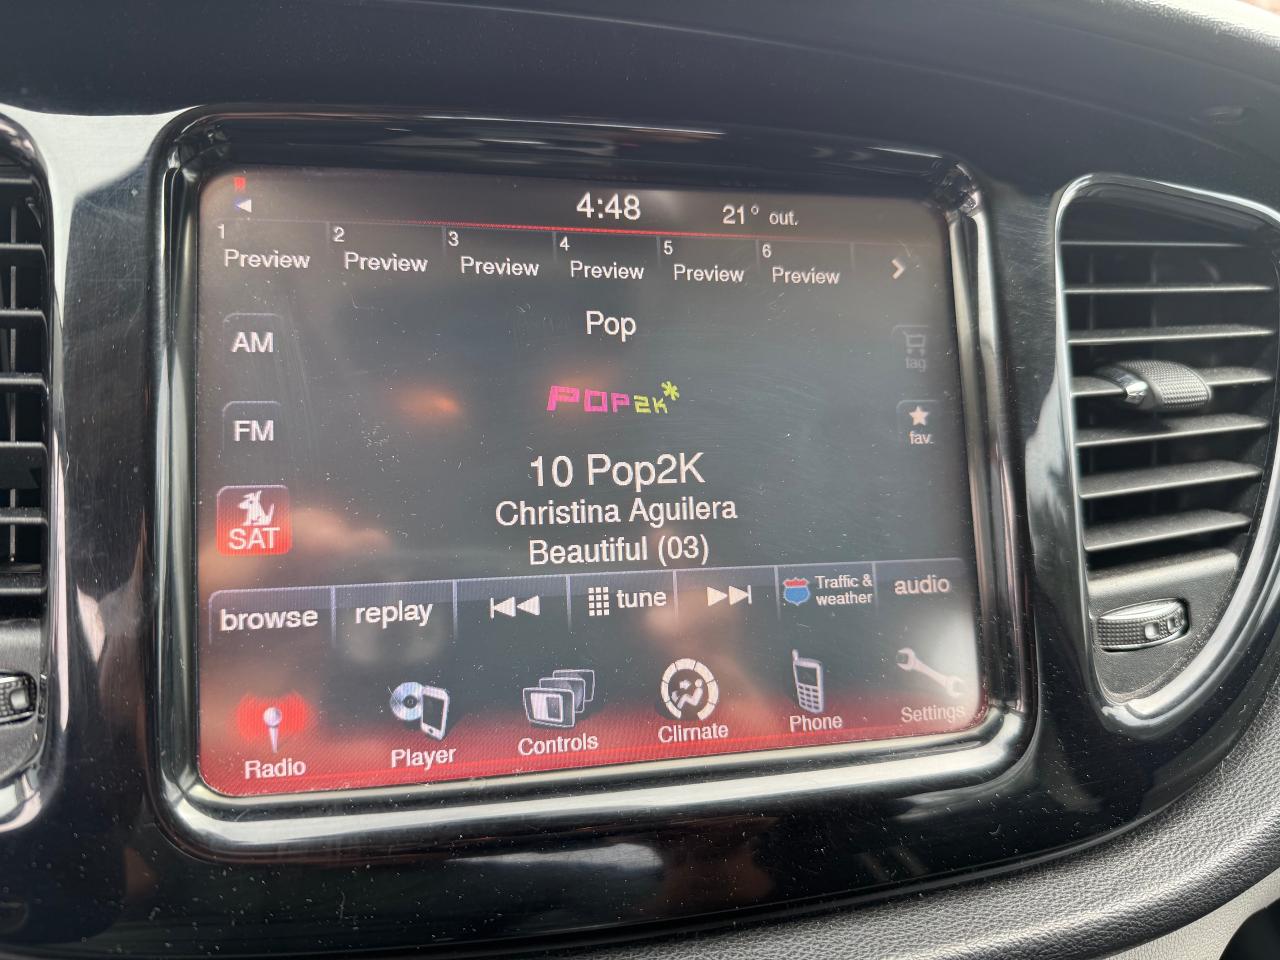 4:48 21° out.
1 2 3 4 5 6
Preview Preview Preview Preview Preview Preview
Pop
AM
tag
POP2K*
FM
fav.
10 Pop2K
Christina Aguilera
SAT
Beautiful (03)
browse replay tune Traffic & weather audio
Radio Player Controls Climate Phone Settings